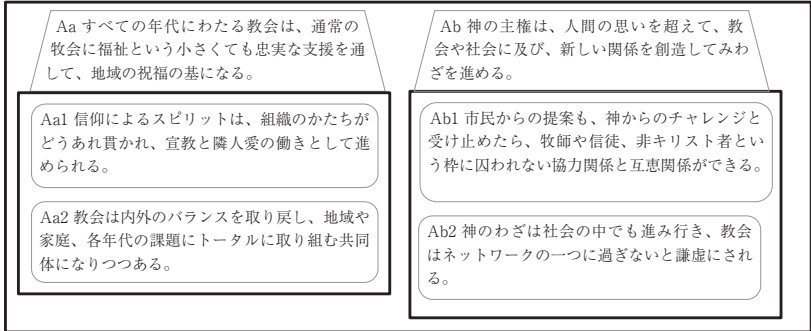 Aa すべての年代にわたる教会は、通常の
牧会に福祉という小さくても忠実な支援を通
して、地域の祝福の基になる。
Aa1 信仰によるスピリットは、組織のかたちが
どうあれ貫かれ、宣教と隣人愛の働きとして進
められる。
Aa2 教会は内外のバランスを取り戻し、地域や
家庭、各年代の課題にトータルに取り組む共同
体になりつつある。
Ab 神の主権は、人間の思いを超えて、教
会や社会に及び、新しい関係を創造してみわ
ざを進める。
Ab1 市民からの提案も、神からのチャレンジと
受け止めたら、牧師や信徒、非キリスト者とい
う枠に囚われない協力関係と互恵関係ができる。
Ab2 神のわざは社会の中でも進み行き、教会
はネットワークの一つに過ぎないと謙虚にされ
る。